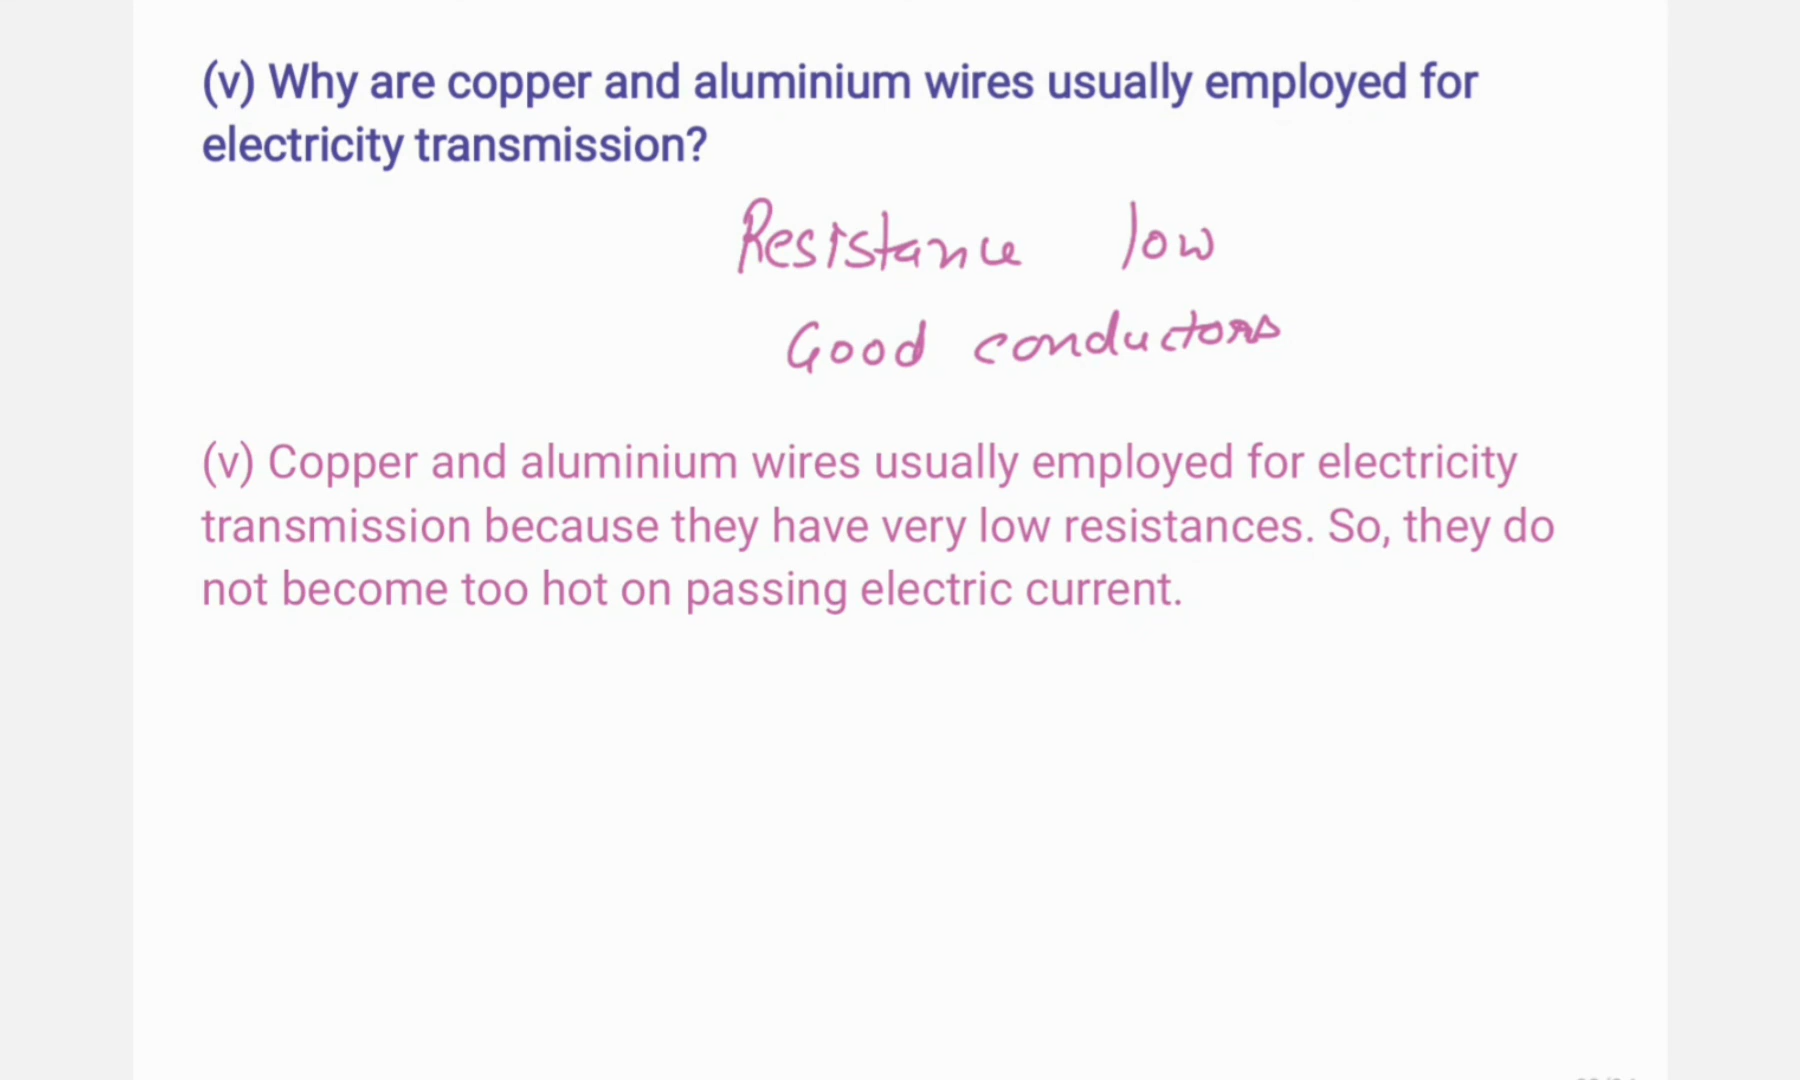 (v) Why are copper and aluminium wires usually employed for
electricity transmission?
Resistance low
Good conductors
(v) Copper and aluminium wires usually employed for electricity
transmission because they have very low resistances. So, they do
not become too hot on passing electric current.